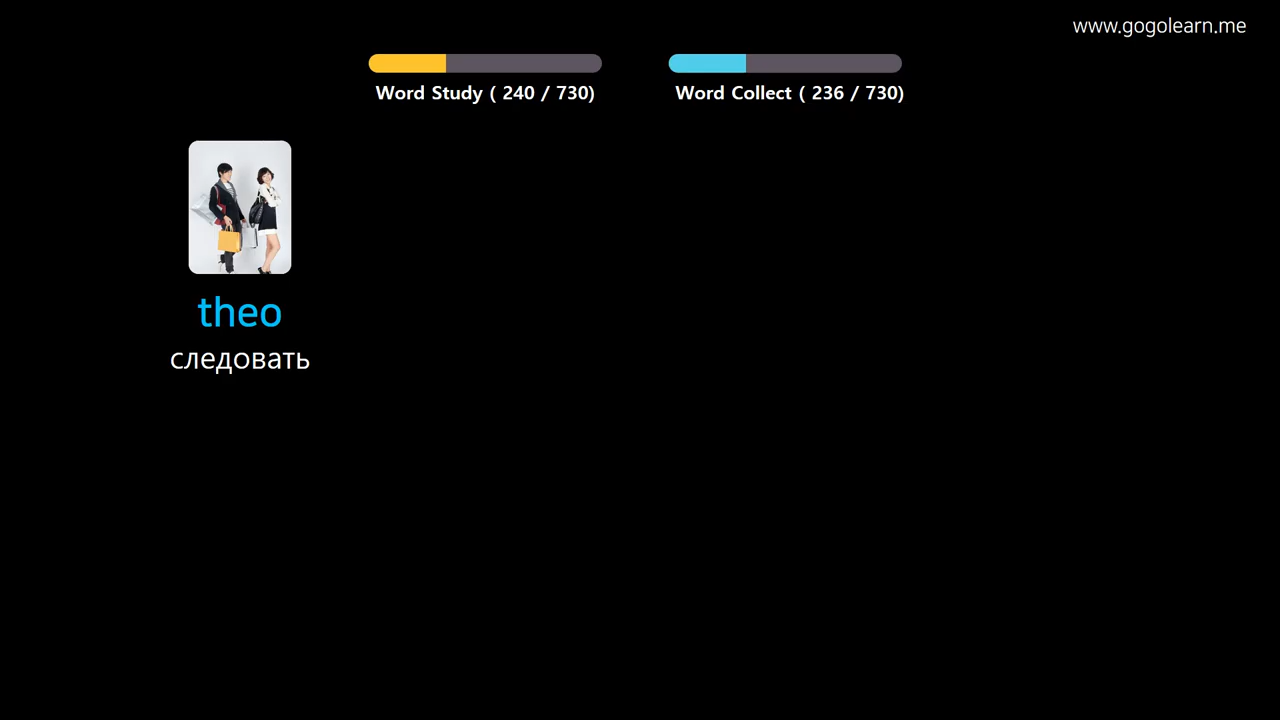 www.gogolearn.me
Word Study ( 240 / 730)
Word Collect ( 236 / 730)
theo
следовать